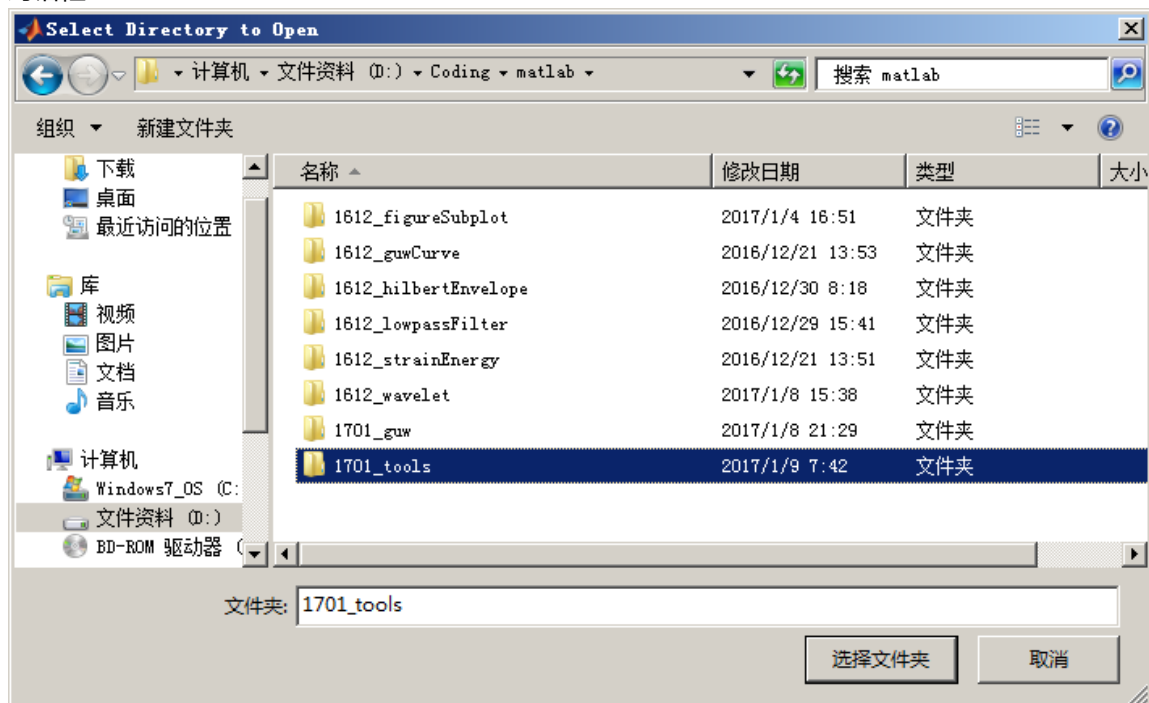 Select Directory to Open
计算机 文件资料 (D:) Coding matlab 搜索 matlab
组织 新建文件夹
下载
桌面
最近访问的位置
库
视频
图片
文档
音乐
计算机
Windows7_OS (C:
文件资料 (D:)
BD-ROM 驱动器 (
名称 修改日期 类型 大小
1612_figureSubplot 2017/1/4 16:51 文件夹
1612_guwCurve 2016/12/21 13:53 文件夹
1612_hilbertEnvelope 2016/12/30 8:18 文件夹
1612_lowpassFilter 2016/12/29 15:41 文件夹
1612_strainEnergy 2016/12/21 13:51 文件夹
1612_wavelet 2017/1/8 15:38 文件夹
1701_guw 2017/1/8 21:29 文件夹
1701_tools 2017/1/9 7:42 文件夹
文件夹: 1701_tools
选择文件夹 取消